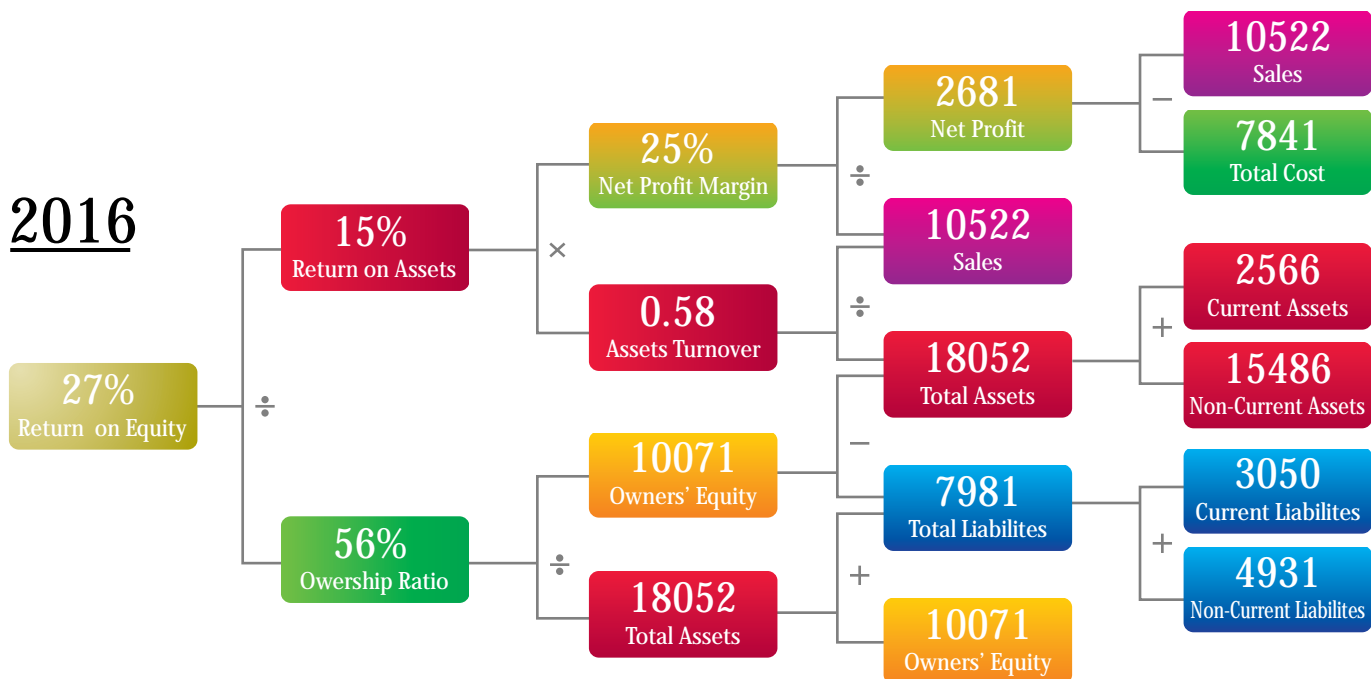 2016
27%
Return on Equity
÷
15%
Return on Assets
56%
Owership Ratio
×
÷
25%
Net Profit Margin
0.58
Assets Turnover
10071
Owners' Equity
18052
Total Assets
÷
÷
−
+
2681
Net Profit
10522
Sales
18052
Total Assets
7981
Total Liabilites
10071
Owners' Equity
−
+
+
10522
Sales
7841
Total Cost
2566
Current Assets
15486
Non-Current Assets
3050
Current Liabilites
4931
Non-Current Liabilites